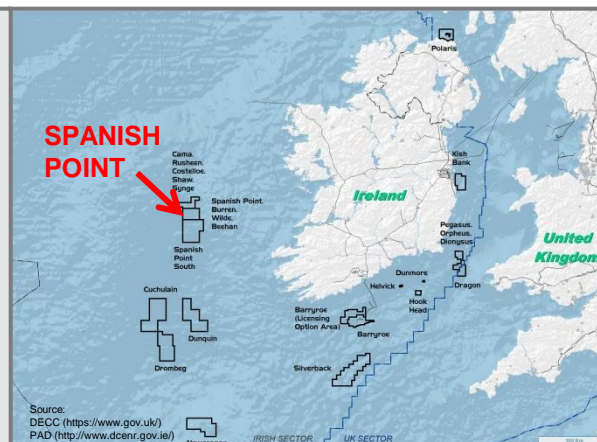 Polaris
SPANISH
POINT
Cama,
Rusheen,
Costelloe,
Shaw,
Synge
Kish
Bank
Ireland
Spanish Point,
Burren,
Wilde,
Beehan
Spanish
Point
South
Pegasus,
Orpheus,
Dionysus
United
Kingdom
Dunmore
Helvick
Hook
Head
Dragon
Cuchulain
Barryroe
(Licensing
Option Area)
Barryroe
Dunquin
Drombeg
Silverback
Source:
DECC (https://www.gov.uk/)
PAD (http://www.dcenr.gov.ie/)
IRISH SECTOR
UK SECTOR